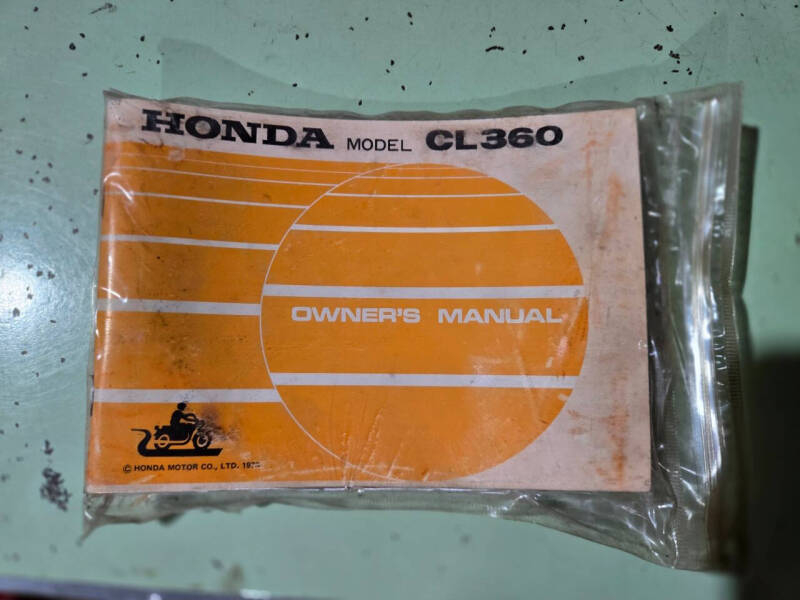 HONDA MODEL CL360
OWNER'S MANUAL
© HONDA MOTOR CO., LTD.